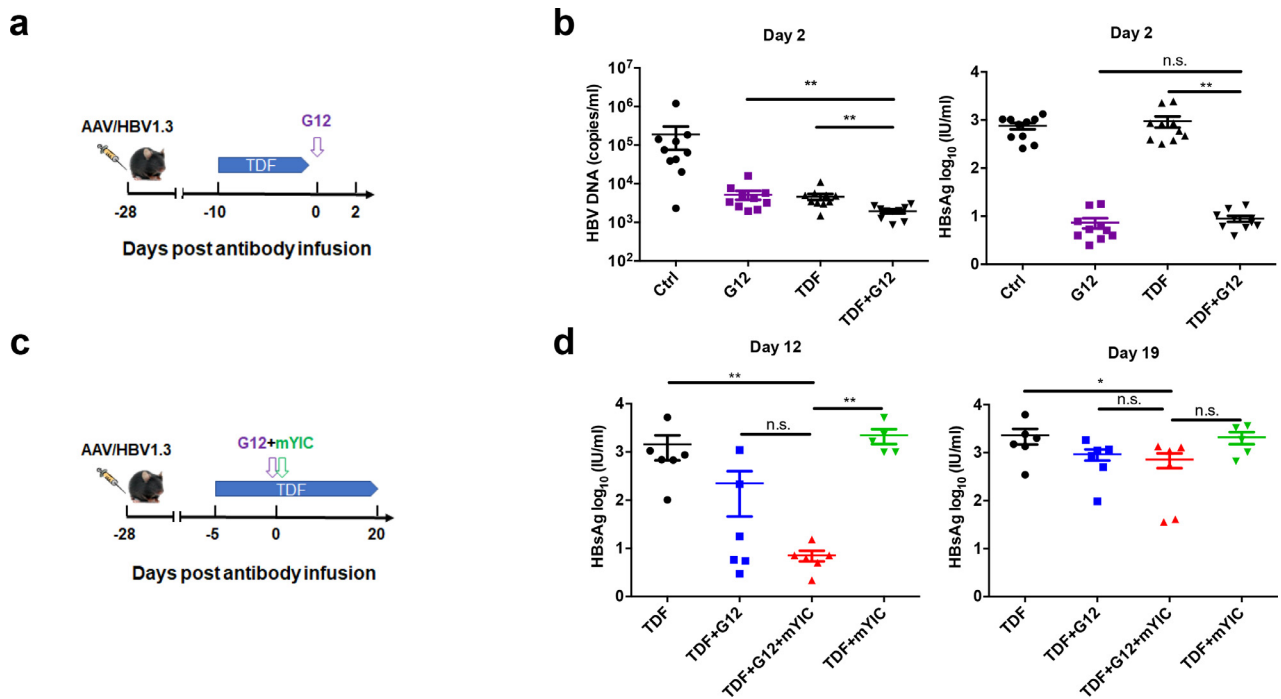 a
AAV/HBV1.3
G12
TDF
-28
-10
0
2
Days post antibody infusion
b
Day 2
HBV DNA (copies/ml)
10⁷
10⁶
10⁵
10⁴
10³
10²
**
**
Ctrl
G12
TDF
TDF+G12
Day 2
HBsAg log₁₀ (IU/ml)
4
3
2
1
0
n.s.
**
Ctrl
G12
TDF
TDF+G12
c
AAV/HBV1.3
G12+mYIC
TDF
-28
-5
0
20
Days post antibody infusion
d
Day 12
HBsAg log₁₀ (IU/ml)
4
3
2
1
0
**
n.s.
**
TDF
TDF+G12
TDF+G12+mYIC
TDF+mYIC
Day 19
HBsAg log₁₀ (IU/ml)
4
3
2
1
0
*
n.s.
n.s.
TDF
TDF+G12
TDF+G12+mYIC
TDF+mYIC